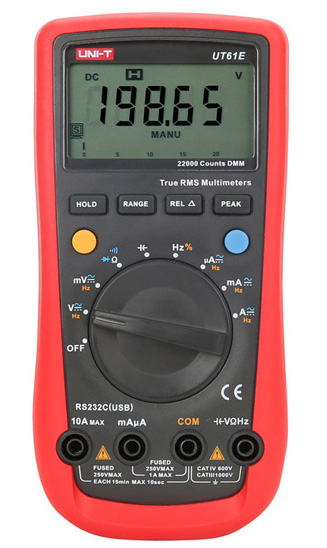 UNI-T UT61E
DC H V
198.65
MANU
0 5 10 15 20
22000 Counts DMM
True RMS Multimeters
HOLD RANGE REL Δ PEAK
Ω Hz%
mV Hz µA Hz
V Hz mA Hz
OFF A Hz
CE
RS232C(USB)
10A MAX mAµA COM VΩHz
FUSED 250VMAX FUSED 250VMAX 1A MAX CAT IV 600V CATIII1000V
EACH 15min MAX 10sec